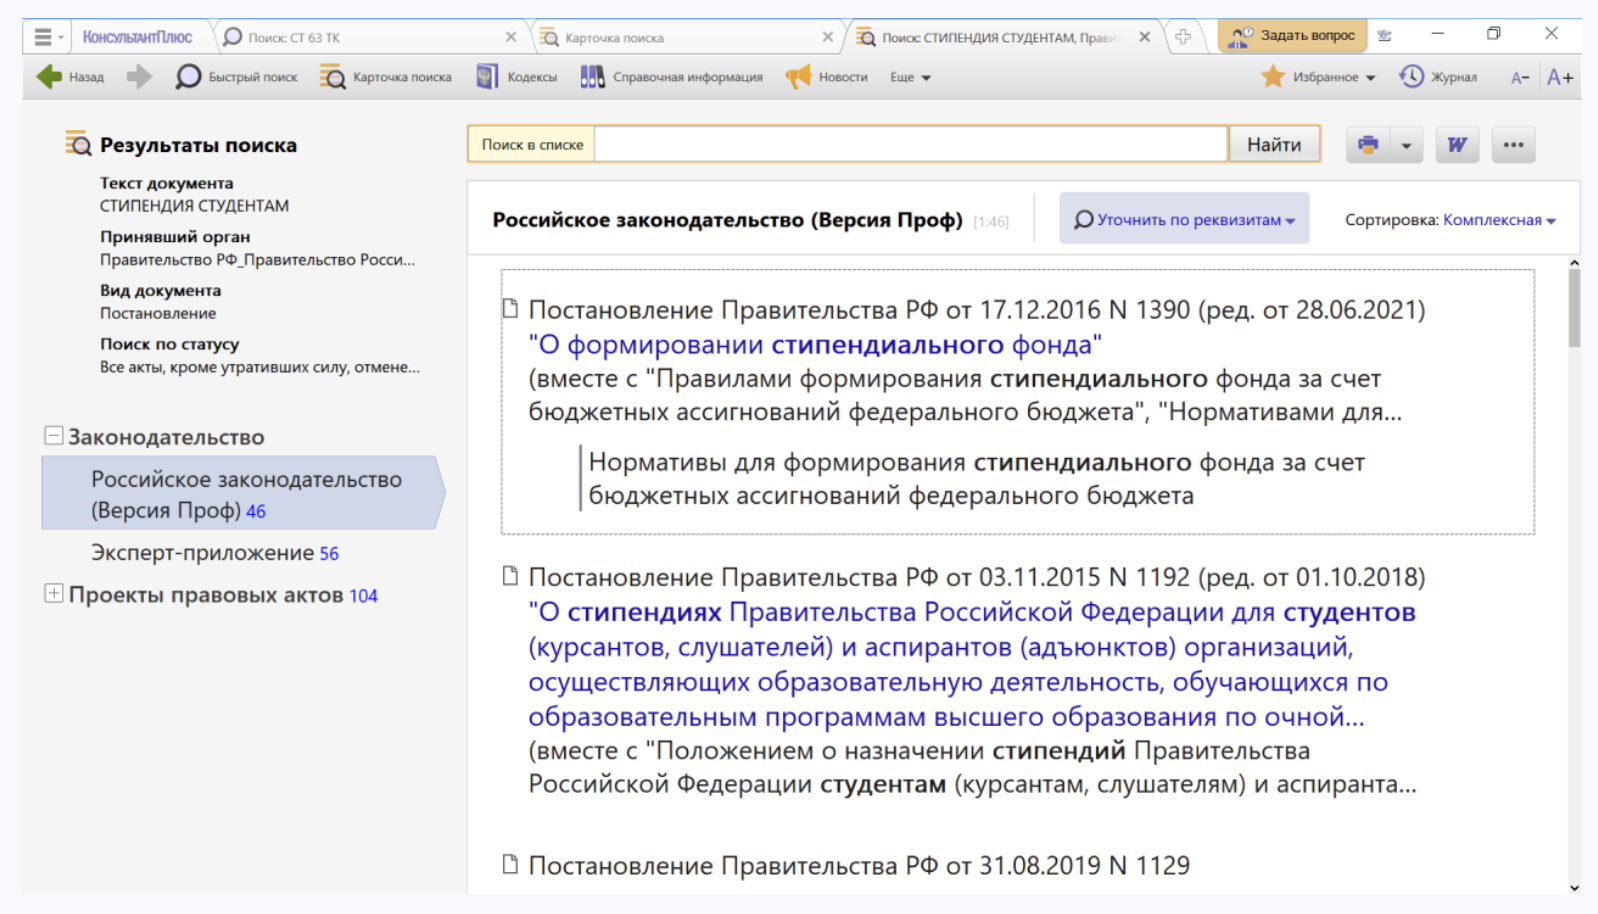 КонсультантПлюс
Поиск: СТ 63 ТК
Карточка поиска
Поиск: СТИПЕНДИЯ СТУДЕНТАМ, Прави
Задать вопрос
Назад
Быстрый поиск
Карточка поиска
Кодексы
Справочная информация
Новости
Еще
Избранное
Журнал
A−
A+
Результаты поиска
Текст документа
СТИПЕНДИЯ СТУДЕНТАМ
Принявший орган
Правительство РФ_Правительство Росси...
Вид документа
Постановление
Поиск по статусу
Все акты, кроме утративших силу, отмене...
Законодательство
Российское законодательство
(Версия Проф) 46
Эксперт-приложение 56
Проекты правовых актов 104
Поиск в списке
Найти
W
Российское законодательство (Версия Проф) [1:46]
Уточнить по реквизитам
Сортировка: Комплексная
Постановление Правительства РФ от 17.12.2016 N 1390 (ред. от 28.06.2021)
"О формировании стипендиального фонда"
(вместе с "Правилами формирования стипендиального фонда за счет
бюджетных ассигнований федерального бюджета", "Нормативами для...
Нормативы для формирования стипендиального фонда за счет
бюджетных ассигнований федерального бюджета
Постановление Правительства РФ от 03.11.2015 N 1192 (ред. от 01.10.2018)
"О стипендиях Правительства Российской Федерации для студентов
(курсантов, слушателей) и аспирантов (адъюнктов) организаций,
осуществляющих образовательную деятельность, обучающихся по
образовательным программам высшего образования по очной...
(вместе с "Положением о назначении стипендий Правительства
Российской Федерации студентам (курсантам, слушателям) и аспиранта...
Постановление Правительства РФ от 31.08.2019 N 1129